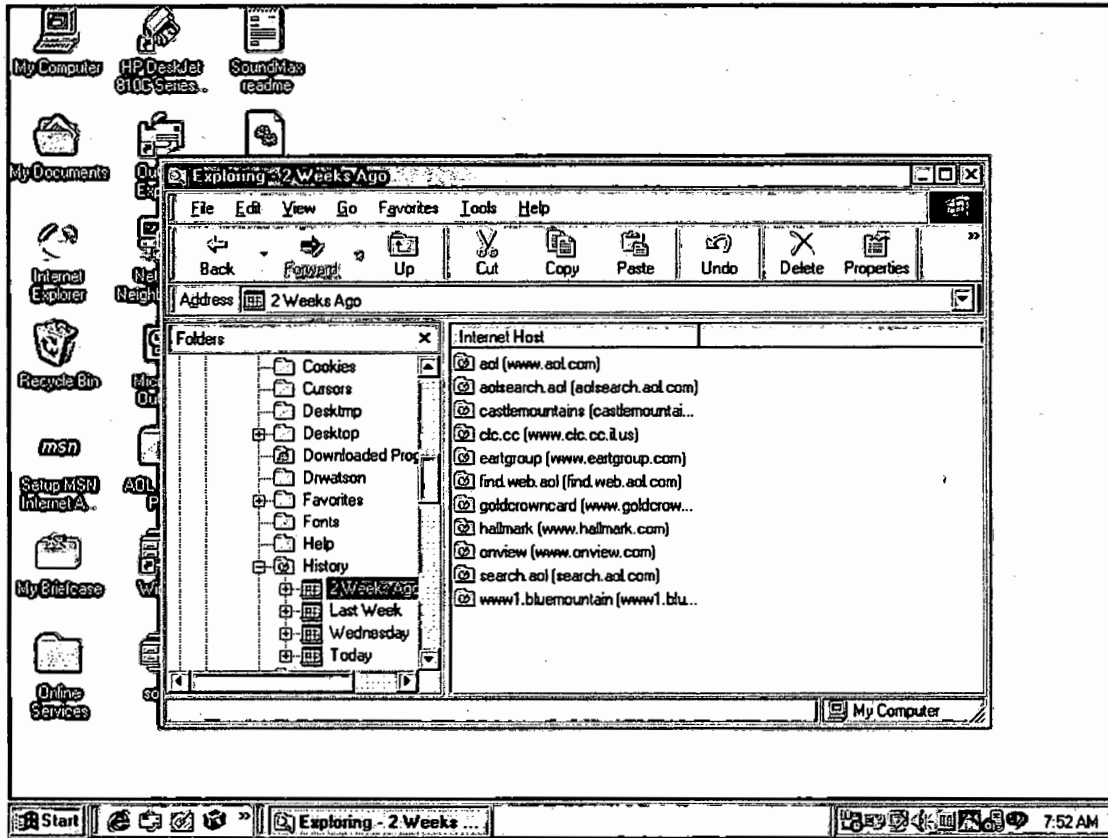 My Computer
HP DeskJet
810C Series...
SoundMax
readme
My Documents
Internet
Explorer
Recycle Bin
msn
Setup MSN
Internet A...
My Briefcase
Online
Services
Exploring - 2 Weeks Ago
File Edit View Go Favorites Tools Help
Back Forward Up Cut Copy Paste Undo Delete Properties »
Address 2 Weeks Ago
Folders x
Cookies
Cursors
Desktmp
Desktop
Downloaded Prog
Drwatson
Favorites
Fonts
Help
History
2 Weeks Ago
Last Week
Wednesday
Today
Internet Host
aol (www.aol.com)
aolsearch.aol (aolsearch.aol.com)
castlemountains (castlemountai...
clc.cc (www.clc.cc.il.us)
eartgroup (www.eartgroup.com)
find.web.aol (find.web.aol.com)
goldcrowncard (www.goldcrow...
hallmark (www.hallmark.com)
onview (www.onview.com)
search.aol (search.aol.com)
www1.bluemountain (www1.blu...
My Computer
Start » Exploring - 2 Weeks ... 7:52 AM